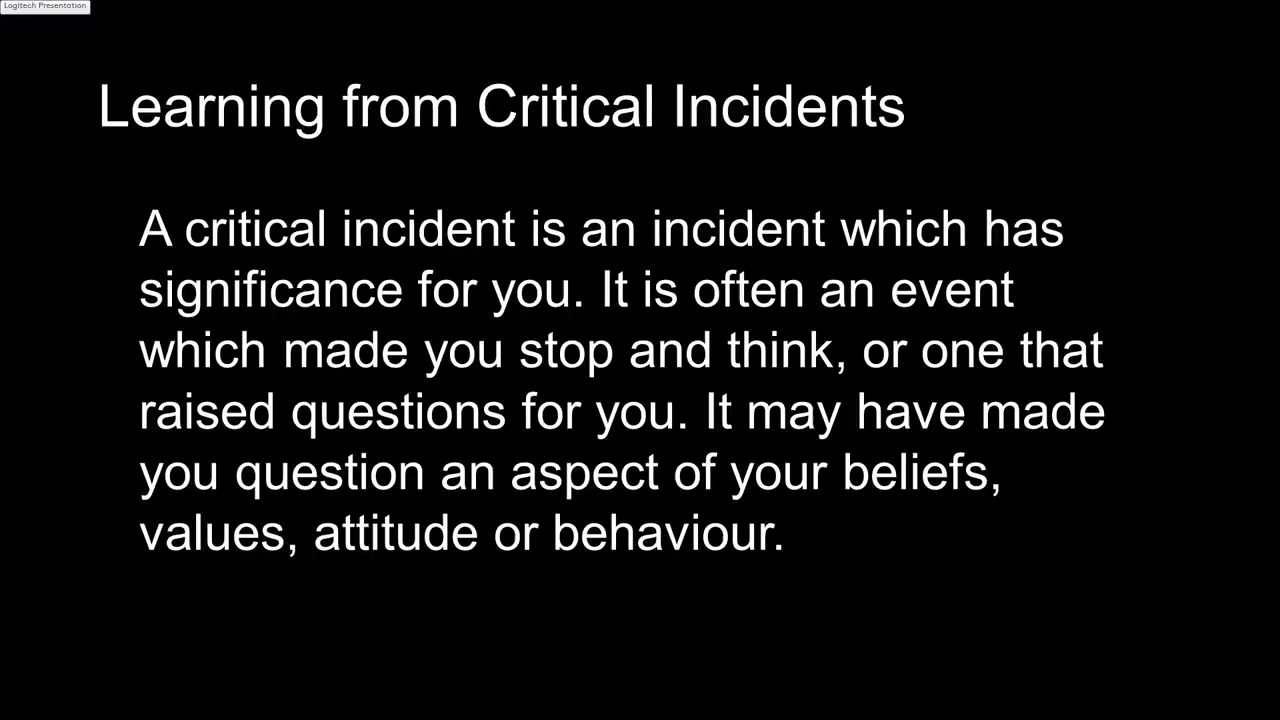 Logitech Presentation
Learning from Critical Incidents
A critical incident is an incident which has
significance for you. It is often an event
which made you stop and think, or one that
raised questions for you. It may have made
you question an aspect of your beliefs,
values, attitude or behaviour.